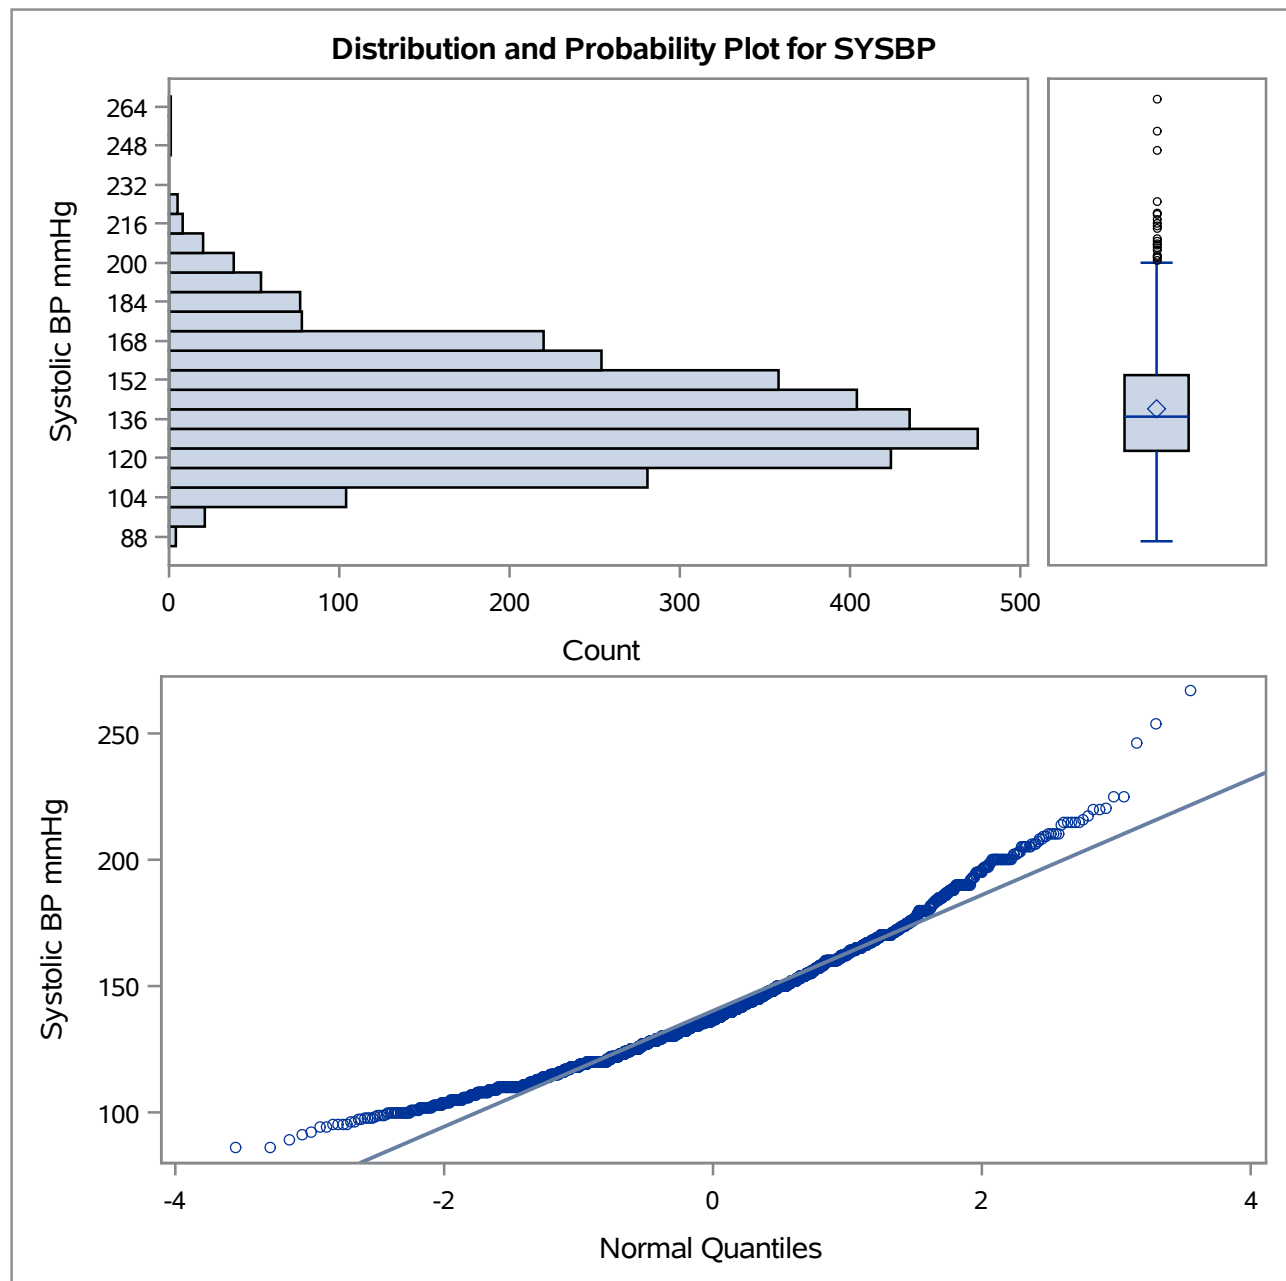 Distribution and Probability Plot for SYSBP
Systolic BP mmHg
264
248
232
216
200
184
168
152
136
120
104
88
0 100 200 300 400 500
Count
Systolic BP mmHg
250
200
150
100
-4 -2 0 2 4
Normal Quantiles